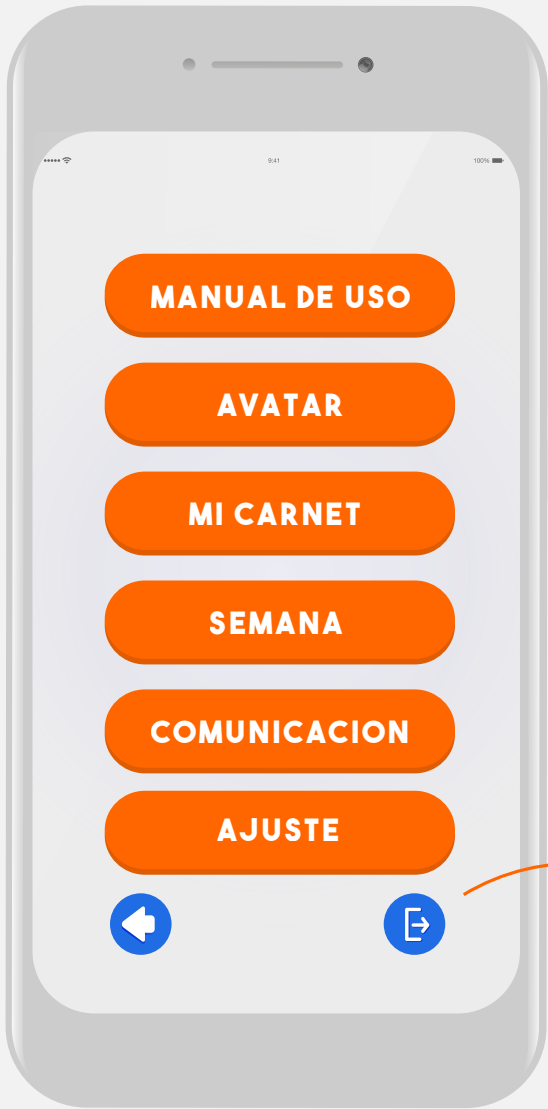 9:41
100%
MANUAL DE USO
AVATAR
MI CARNET
SEMANA
COMUNICACION
AJUSTE